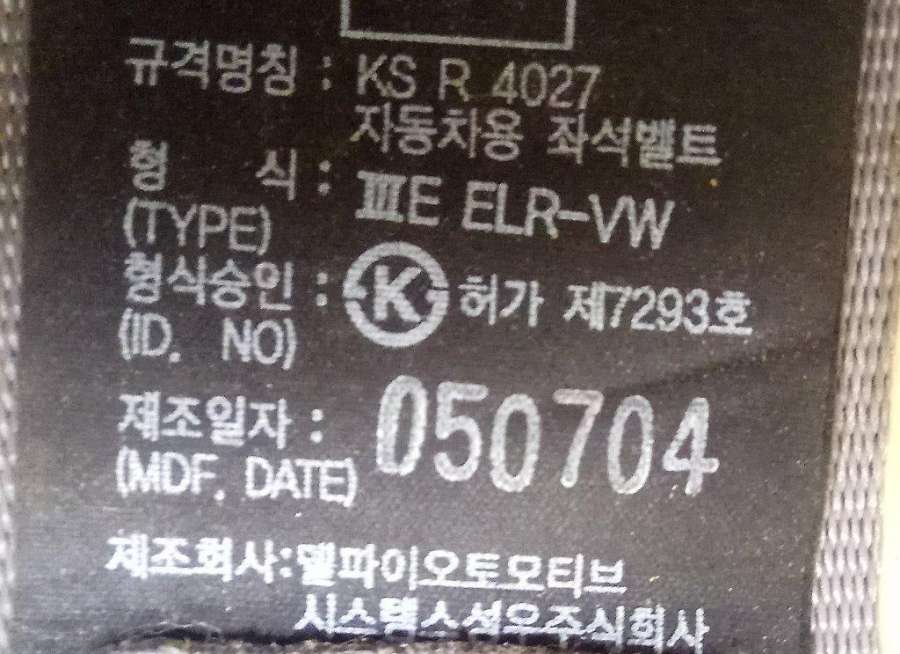 규격명칭 : KS R 4027
자동차용 좌석벨트
형 식 : ⅢE ELR-VW
(TYPE)
형식승인 : K 허가 제7293호
(ID. NO)
제조일자 : 050704
(MDF. DATE)
제조회사:델파이오토모티브
시스템스성우주식회사